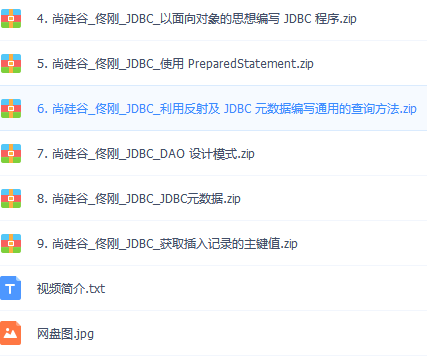 4. 尚硅谷_佟刚_JDBC_以面向对象的思想编写 JDBC 程序.zip
5. 尚硅谷_佟刚_JDBC_使用 PreparedStatement.zip
6. 尚硅谷_佟刚_JDBC_利用反射及 JDBC 元数据编写通用的查询方法.zip
7. 尚硅谷_佟刚_JDBC_DAO 设计模式.zip
8. 尚硅谷_佟刚_JDBC_JDBC元数据.zip
9. 尚硅谷_佟刚_JDBC_获取插入记录的主键值.zip
视频简介.txt
网盘图.jpg